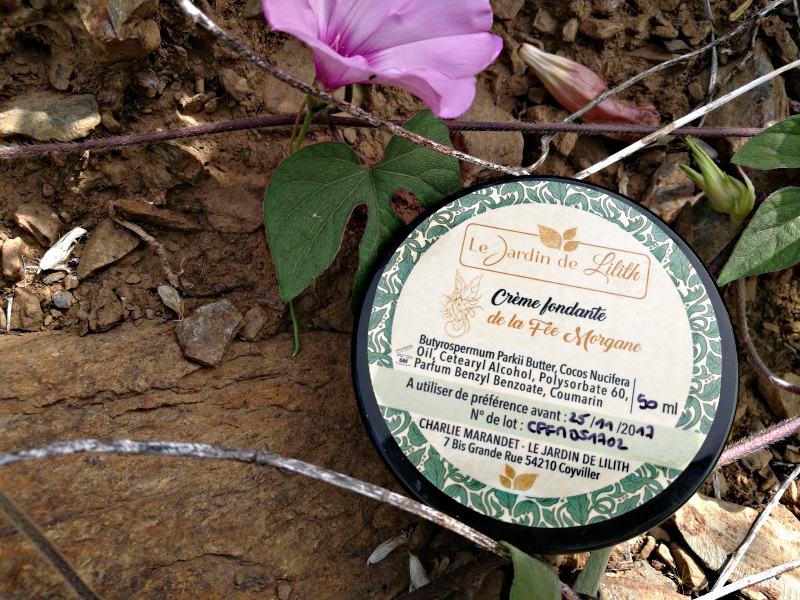 Le Jardin de Lilith
Crème fondante
de la Fée Morgane
Butyrospermum Parkii Butter, Cocos Nucifera
Oil, Cetearyl Alcohol, Polysorbate 60,
Parfum Benzyl Benzoate, Coumarin
50 ml
6M
A utiliser de préférence avant : 25/11/2017
N° de lot :
CHARLIE MARANDET - LE JARDIN DE LILITH
7 Bis Grande Rue 54210 Coyviller